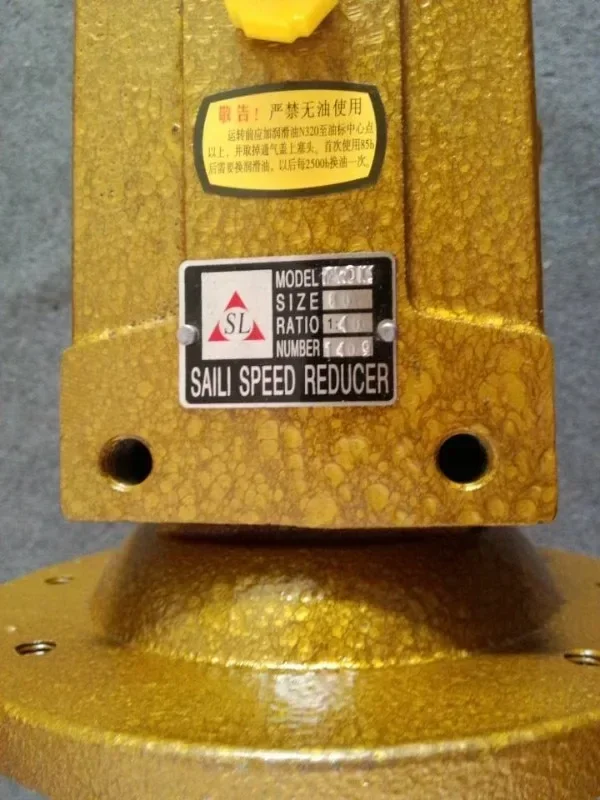 敬告! 严禁无油使用
运转前应加润滑油N320至油标中心点
以上，并取掉通气盖上塞头。首次使用85h
后需要换润滑油，以后每2500h换油一次。
SL
MODEL
SIZE
RATIO
NUMBER 1409
SAILI SPEED REDUCER